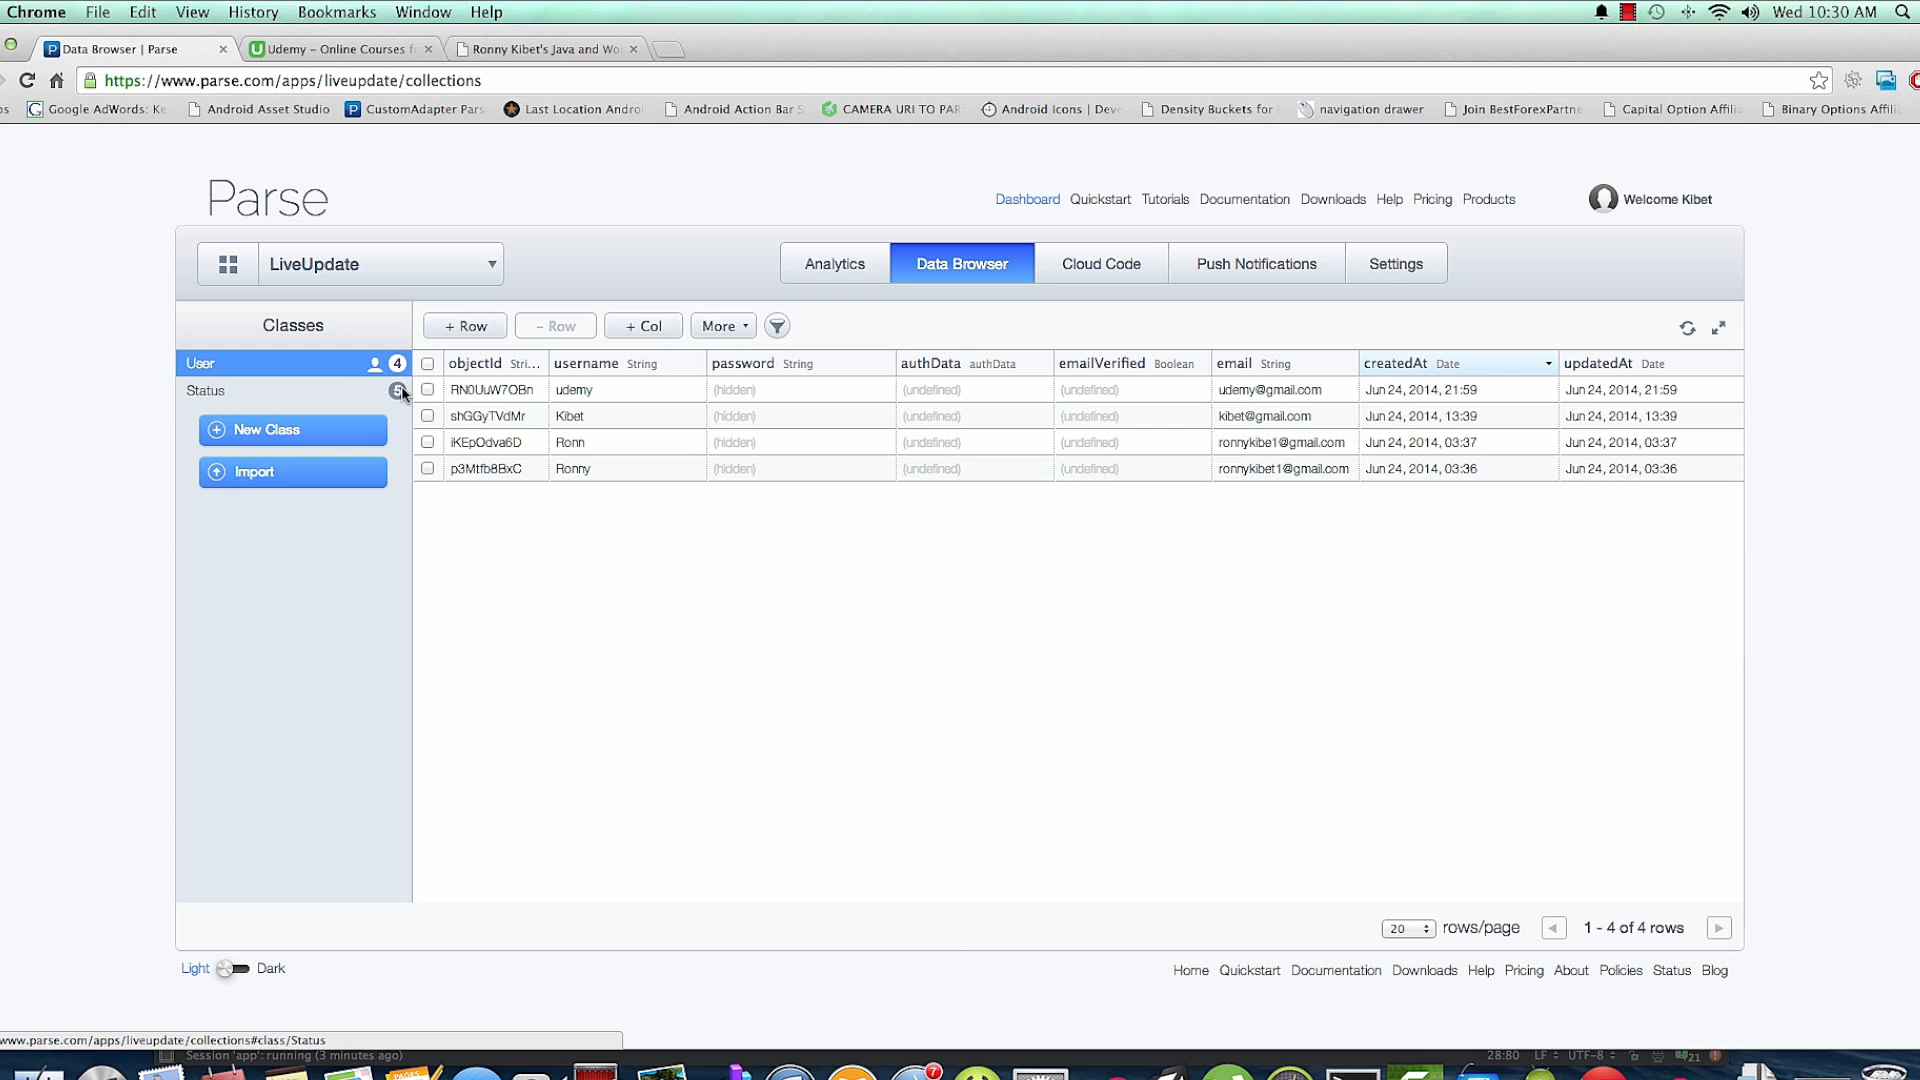 Chrome File Edit View History Bookmarks Window Help Wed 10:30 AM
Data Browser | Parse Udemy – Online Courses f Ronny Kibet's Java and Wo
https://www.parse.com/apps/liveupdate/collections
ps Google AdWords: Ke Android Asset Studio CustomAdapter Pars Last Location Andro Android Action Bar S CAMERA URI TO PAR Android Icons | Deve Density Buckets for navigation drawer Join BestForexPartne Capital Option Affili Binary Options Affili
Parse Dashboard Quickstart Tutorials Documentation Downloads Help Pricing Products Welcome Kibet
LiveUpdate Analytics Data Browser Cloud Code Push Notifications Settings
Classes + Row – Row + Col More
User 4 objectId Stri... username String password String authData authData emailVerified Boolean email String createdAt Date updatedAt Date
Status 5 RN0UuW7OBn udemy (hidden) (undefined) (undefined) udemy@gmail.com Jun 24, 2014, 21:59 Jun 24, 2014, 21:59
shGGyTVdMr Kibet (hidden) (undefined) (undefined) kibet@gmail.com Jun 24, 2014, 13:39 Jun 24, 2014, 13:39
New Class
iKEpOdva6D Ronn (hidden) (undefined) (undefined) ronnykibe1@gmail.com Jun 24, 2014, 03:37 Jun 24, 2014, 03:37
Import
p3Mtfb8BxC Ronny (hidden) (undefined) (undefined) ronnykibet1@gmail.com Jun 24, 2014, 03:36 Jun 24, 2014, 03:36
20 rows/page 1 - 4 of 4 rows
Light Dark
Home Quickstart Documentation Downloads Help Pricing About Policies Status Blog
www.parse.com/apps/liveupdate/collections#class/Status
Session 'app': running (3 minutes ago) 28:80 LF UTF-8 21
PAGES 7